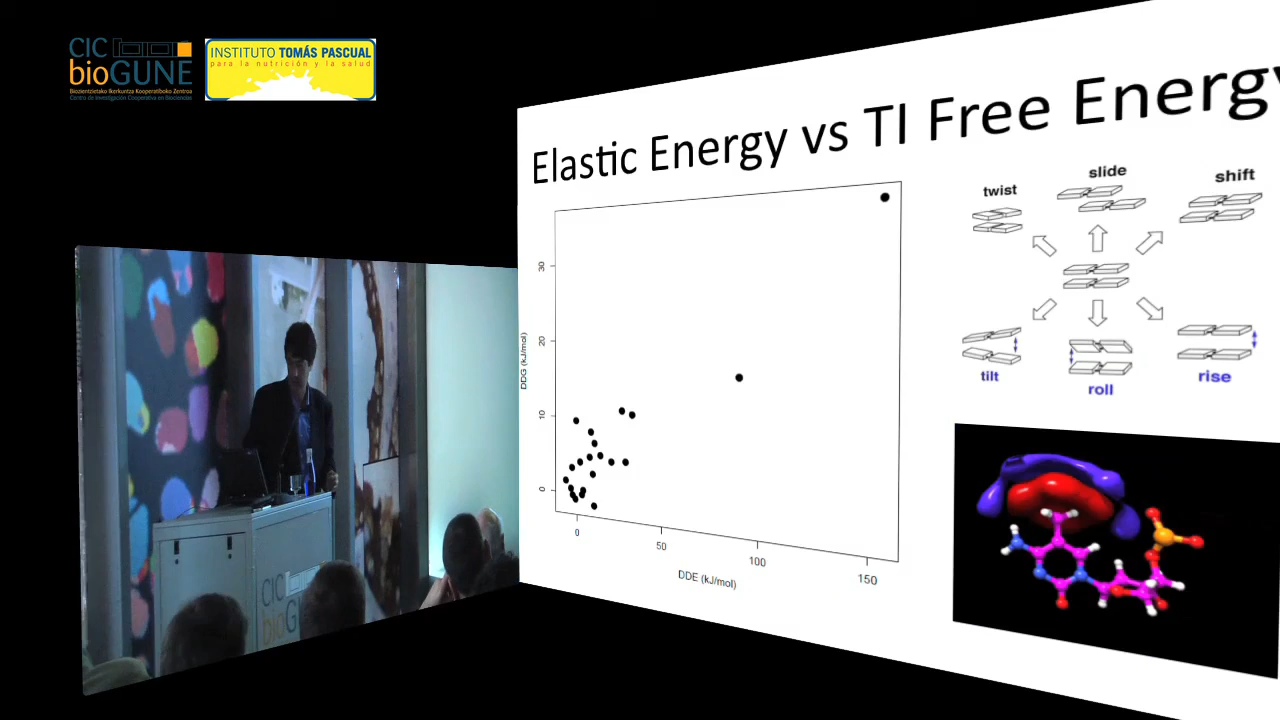 CIC
bioGUNE
Biozientzietako Ikerkuntza Kooperatiboko Zentroa
Centro de Investigación Cooperativa en Biociencias
INSTITUTO TOMÁS PASCUAL
para la nutrición y la salud
Elastic Energy vs TI Free Energy
twist
slide
shift
tilt
roll
rise
DDG (kJ/mol)
30
20
10
0
0
50
100
150
DDE (kJ/mol)
CIC
bioGUNE